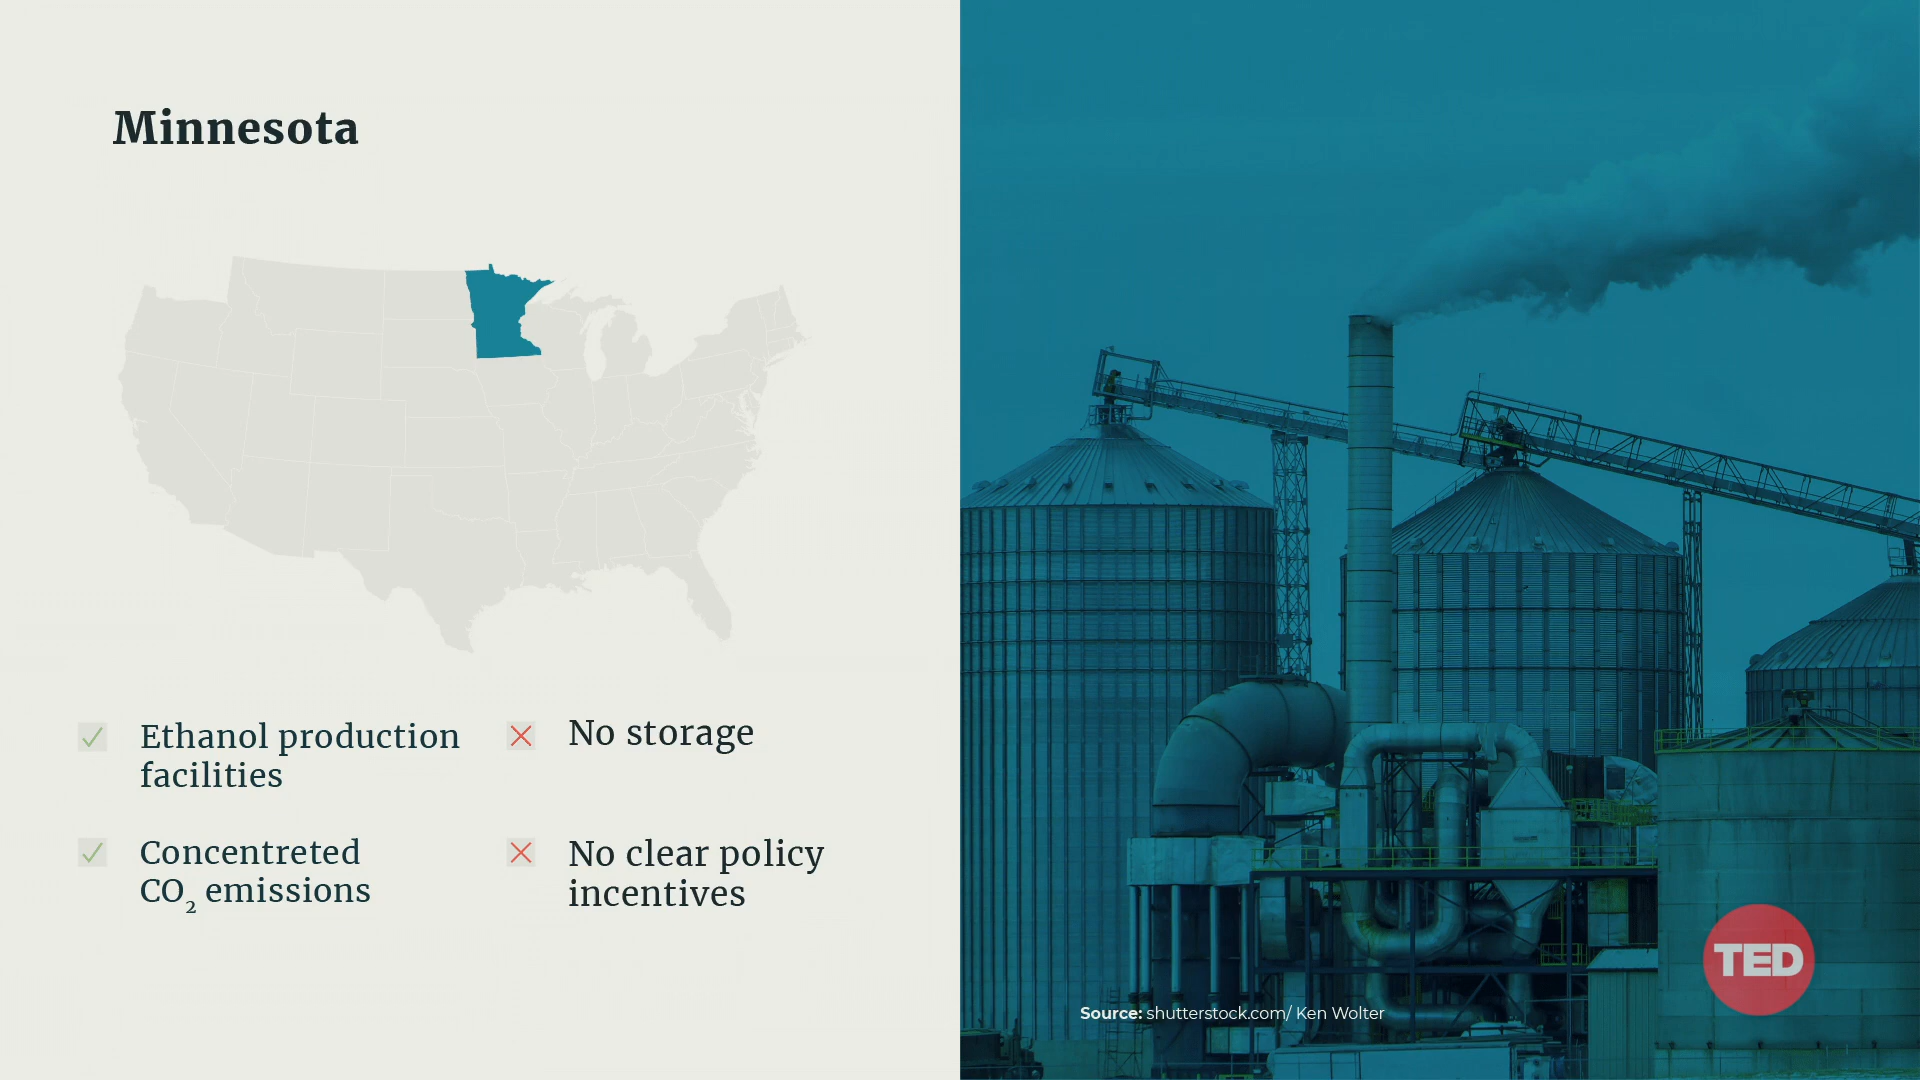 Minnesota
Ethanol production
facilities
No storage
Concentreted
CO₂ emissions
No clear policy
incentives
Source: shutterstock.com/ Ken Wolter
TED